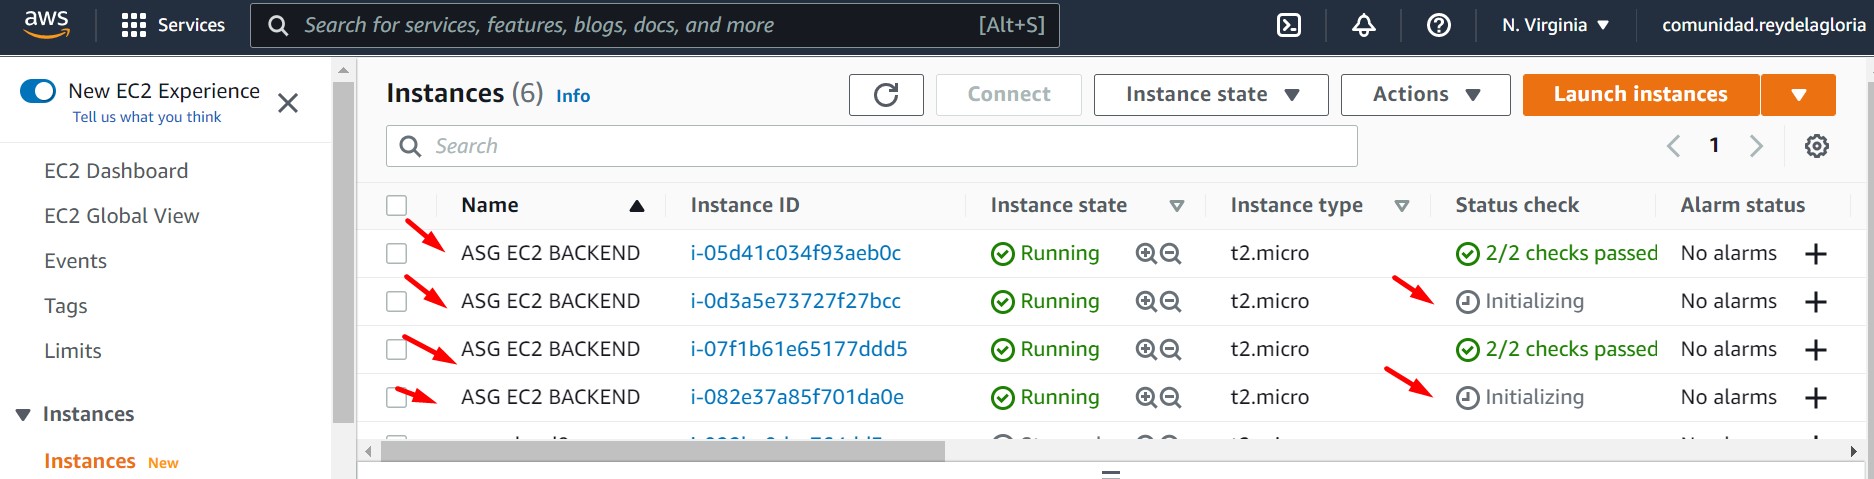 aws
Services
Search for services, features, blogs, docs, and more
[Alt+S]
N. Virginia
comunidad.reydelagloria
New EC2 Experience
Tell us what you think
EC2 Dashboard
EC2 Global View
Events
Tags
Limits
Instances
Instances New
Instances (6) Info
Connect
Instance state
Actions
Launch instances
Search
1
Name Instance ID Instance state Instance type Status check Alarm status
ASG EC2 BACKEND i-05d41c034f93aeb0c Running t2.micro 2/2 checks passed No alarms
ASG EC2 BACKEND i-0d3a5e73727f27bcc Running t2.micro Initializing No alarms
ASG EC2 BACKEND i-07f1b61e65177ddd5 Running t2.micro 2/2 checks passed No alarms
ASG EC2 BACKEND i-082e37a85f701da0e Running t2.micro Initializing No alarms